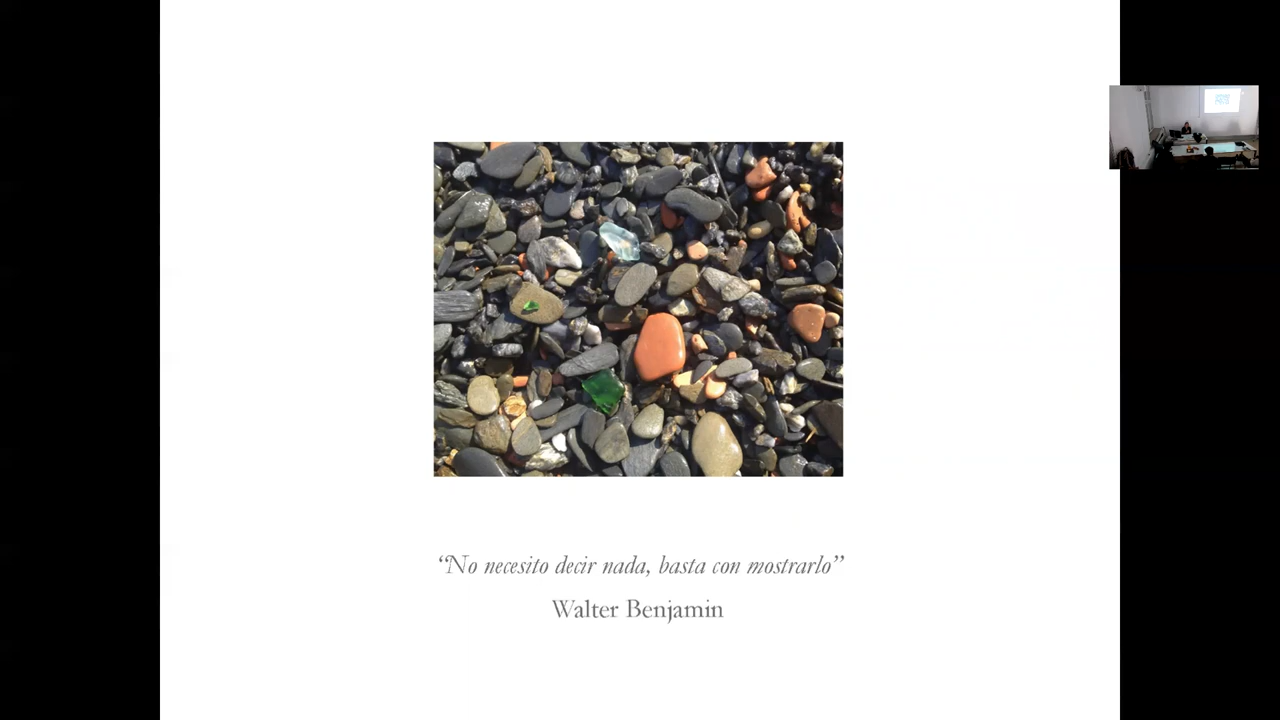 “No necesito decir nada, basta con mostrarlo”
Walter Benjamin